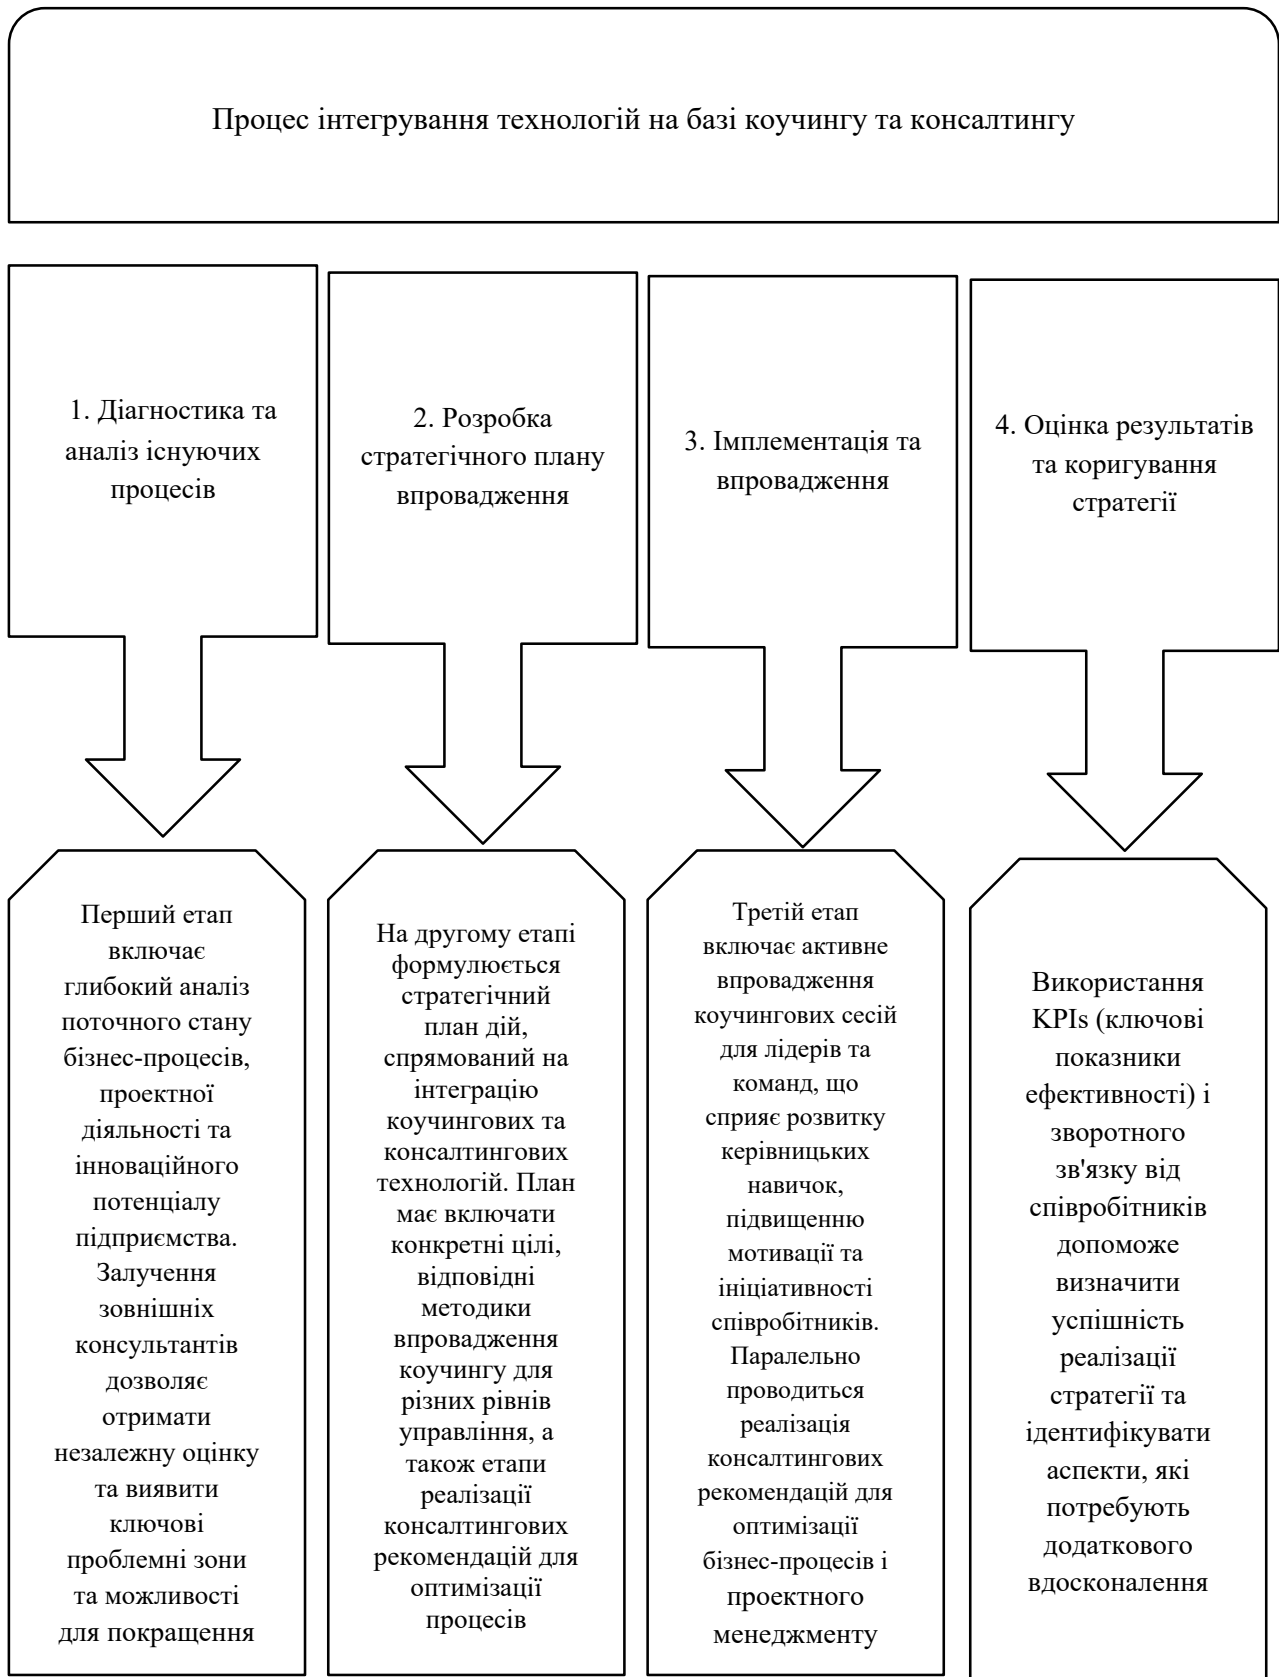 Процес інтегрування технологій на базі коучингу та консалтингу
1. Діагностика та
аналіз існуючих
процесів
2. Розробка
стратегічного плану
впровадження
3. Імплементація та
впровадження
4. Оцінка результатів
та коригування
стратегії
Перший етап
включає
глибокий аналіз
поточного стану
бізнес-процесів,
проектної
діяльності та
інноваційного
потенціалу
підприємства.
Залучення
зовнішніх
консультантів
дозволяє
отримати
незалежну оцінку
та виявити
ключові
проблемні зони
та можливості
для покращення
На другому етапі
формулюється
стратегічний
план дій,
спрямований на
інтеграцію
коучингових та
консалтингових
технологій. План
має включати
конкретні цілі,
відповідні
методики
впровадження
коучингу для
різних рівнів
управління, а
також етапи
реалізації
консалтингових
рекомендацій для
оптимізації
процесів
Третій етап
включає активне
впровадження
коучингових сесій
для лідерів та
команд, що
сприяє розвитку
керівницьких
навичок,
підвищенню
мотивації та
ініціативності
співробітників.
Паралельно
проводиться
реалізація
консалтингових
рекомендацій для
оптимізації
бізнес-процесів і
проектного
менеджменту
Використання
KPIs (ключові
показники
ефективності) і
зворотного
зв'язку від
співробітників
допоможе
визначити
успішність
реалізації
стратегії та
ідентифікувати
аспекти, які
потребують
додаткового
вдосконалення